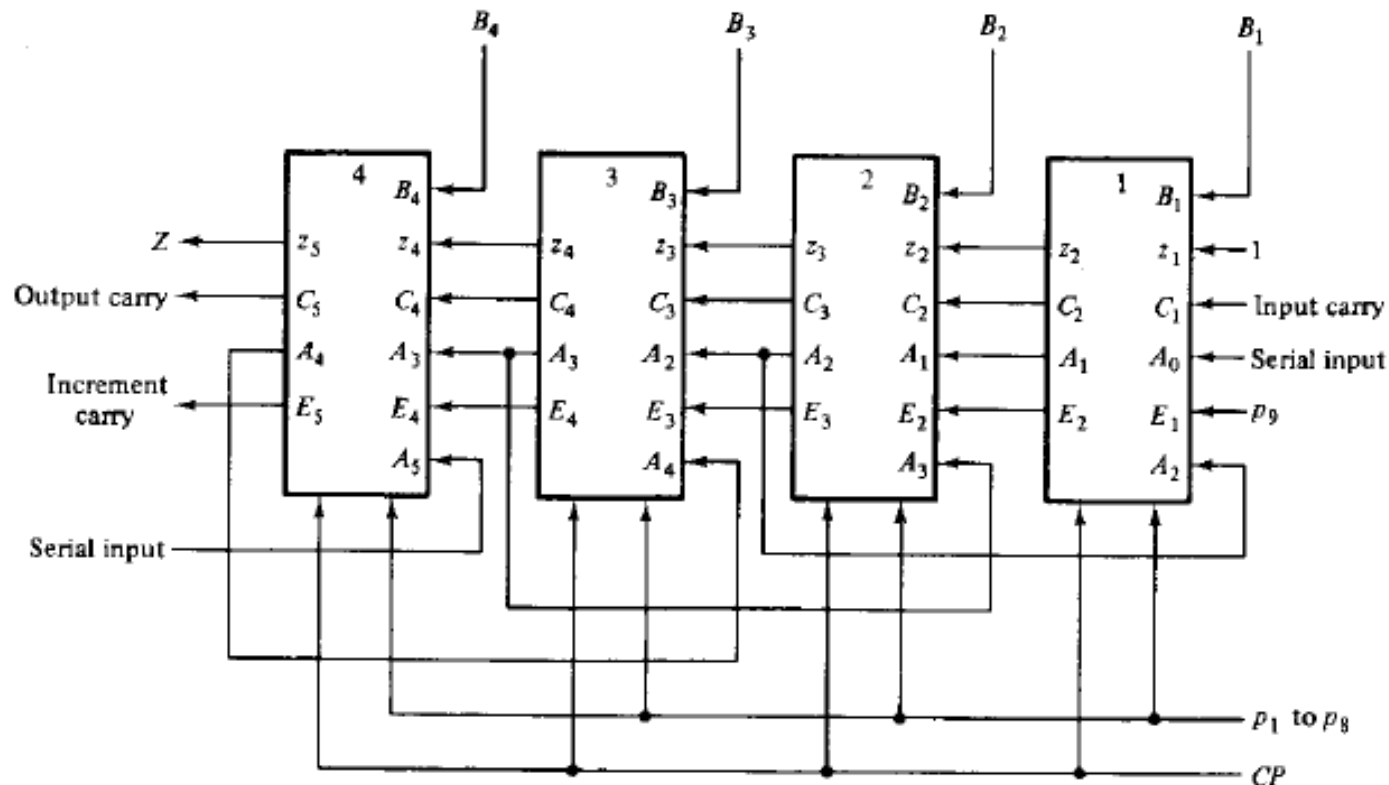 B₄ B₃ B₂ B₁
4 3 2 1
B₄ B₃ B₂ B₁
Z z₅ z₄ z₄ z₃ z₃ z₂ z₂ z₁ 1
Output carry C₅ C₄ C₄ C₃ C₃ C₂ C₂ C₁ Input carry
A₄ A₃ A₃ A₂ A₂ A₁ A₁ A₀ Serial input
Increment
carry E₅ E₄ E₄ E₃ E₃ E₂ E₂ E₁ p₉
A₅ A₄ A₃ A₂
Serial input
p₁ to p₈
CP